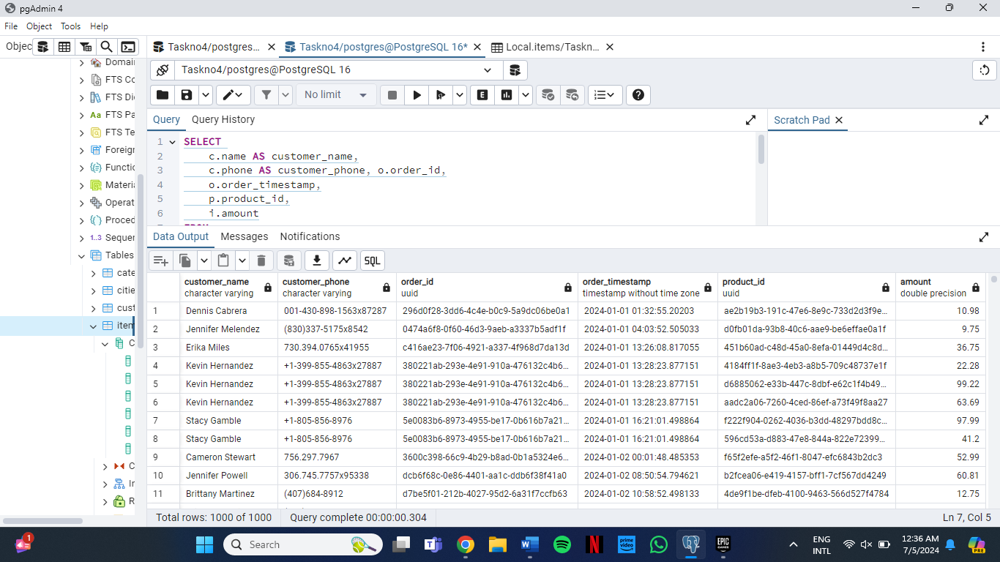 pgAdmin 4
File Object Tools Help
Objec
Taskno4/postgres...
Taskno4/postgres@PostgreSQL 16*
Local.items/Taskn...
Taskno4/postgres@PostgreSQL 16
No limit
E
Query Query History
Scratch Pad
1 SELECT
2 c.name AS customer_name,
3 c.phone AS customer_phone, o.order_id,
4 o.order_timestamp,
5 p.product_id,
6 i.amount
Domai
FTS Co
FTS Di
Aa FTS Pa
FTS Te
Foreig
Functi
Materi
Operat
Proced
1..3 Sequer
Tables
cate
citie
cust
item
C
C
In
R
Data Output Messages Notifications
SQL
customer_name customer_phone order_id order_timestamp product_id amount
character varying character varying uuid timestamp without time zone uuid double precision
1 Dennis Cabrera 001-430-898-1563x87287 296d0f28-3dd6-4c4e-b0c9-5a9dc06be0a1 2024-01-01 01:32:55.20203 ae2b19b3-191c-47e6-8e9c-733d2d3f9e... 10.98
2 Jennifer Melendez (830)337-5175x8542 0474a6f8-0f60-46d3-9aeb-a3337b5adf1f 2024-01-01 04:03:52.505033 d0fb01da-93b8-40c6-aae9-be6effae0a1f 9.75
3 Erika Miles 730.394.0765x41955 c416ae23-7f06-4921-a337-4f968d7da13d 2024-01-01 13:26:08.817055 451b60ad-c48d-45a0-8efa-01449d4c8d... 36.75
4 Kevin Hernandez +1-399-855-4863x27887 380221ab-293e-4e91-910a-476132c4b6... 2024-01-01 13:28:23.877151 4184ff1f-8ae3-4eb3-a8b5-709c48737e1f 22.28
5 Kevin Hernandez +1-399-855-4863x27887 380221ab-293e-4e91-910a-476132c4b6... 2024-01-01 13:28:23.877151 d6885062-e33b-447c-8dbf-e62c1f4b49... 99.22
6 Kevin Hernandez +1-399-855-4863x27887 380221ab-293e-4e91-910a-476132c4b6... 2024-01-01 13:28:23.877151 aadc2a06-7260-4ced-86ef-a73f49f8aa27 63.69
7 Stacy Gamble +1-805-856-8976 5e0083b6-8973-4955-be17-0b616b7a21... 2024-01-01 16:21:01.498864 f222f904-0262-4036-b3dd-48297bdd8c... 97.99
8 Stacy Gamble +1-805-856-8976 5e0083b6-8973-4955-be17-0b616b7a21... 2024-01-01 16:21:01.498864 596cd53a-d883-47e8-844a-822e72399... 41.2
9 Cameron Stewart 756.297.7967 3600c398-66c9-4b29-b8ad-0b1a5324e6... 2024-01-02 00:01:48.485353 f65f2efe-a5f2-46f1-8047-efc6843b2dc3 52.99
10 Jennifer Powell 306.745.7757x95338 dcb6f68c-0e86-4401-aa1c-ddb6f38f41a0 2024-01-02 08:50:54.794621 b2fcea06-e419-4157-bff1-7cf567dd4249 60.81
11 Brittany Martinez (407)684-8912 d7be5f01-212b-4027-95d2-6a31f7ccfb63 2024-01-02 10:58:52.498133 4de9f1be-dfeb-4100-9463-566d527f4784 12.75
Total rows: 1000 of 1000 Query complete 00:00:00.304 Ln 7, Col 5
1
Search
prime video
EPIC GAMES
ENG
INTL
12:36 AM
7/5/2024
PRE